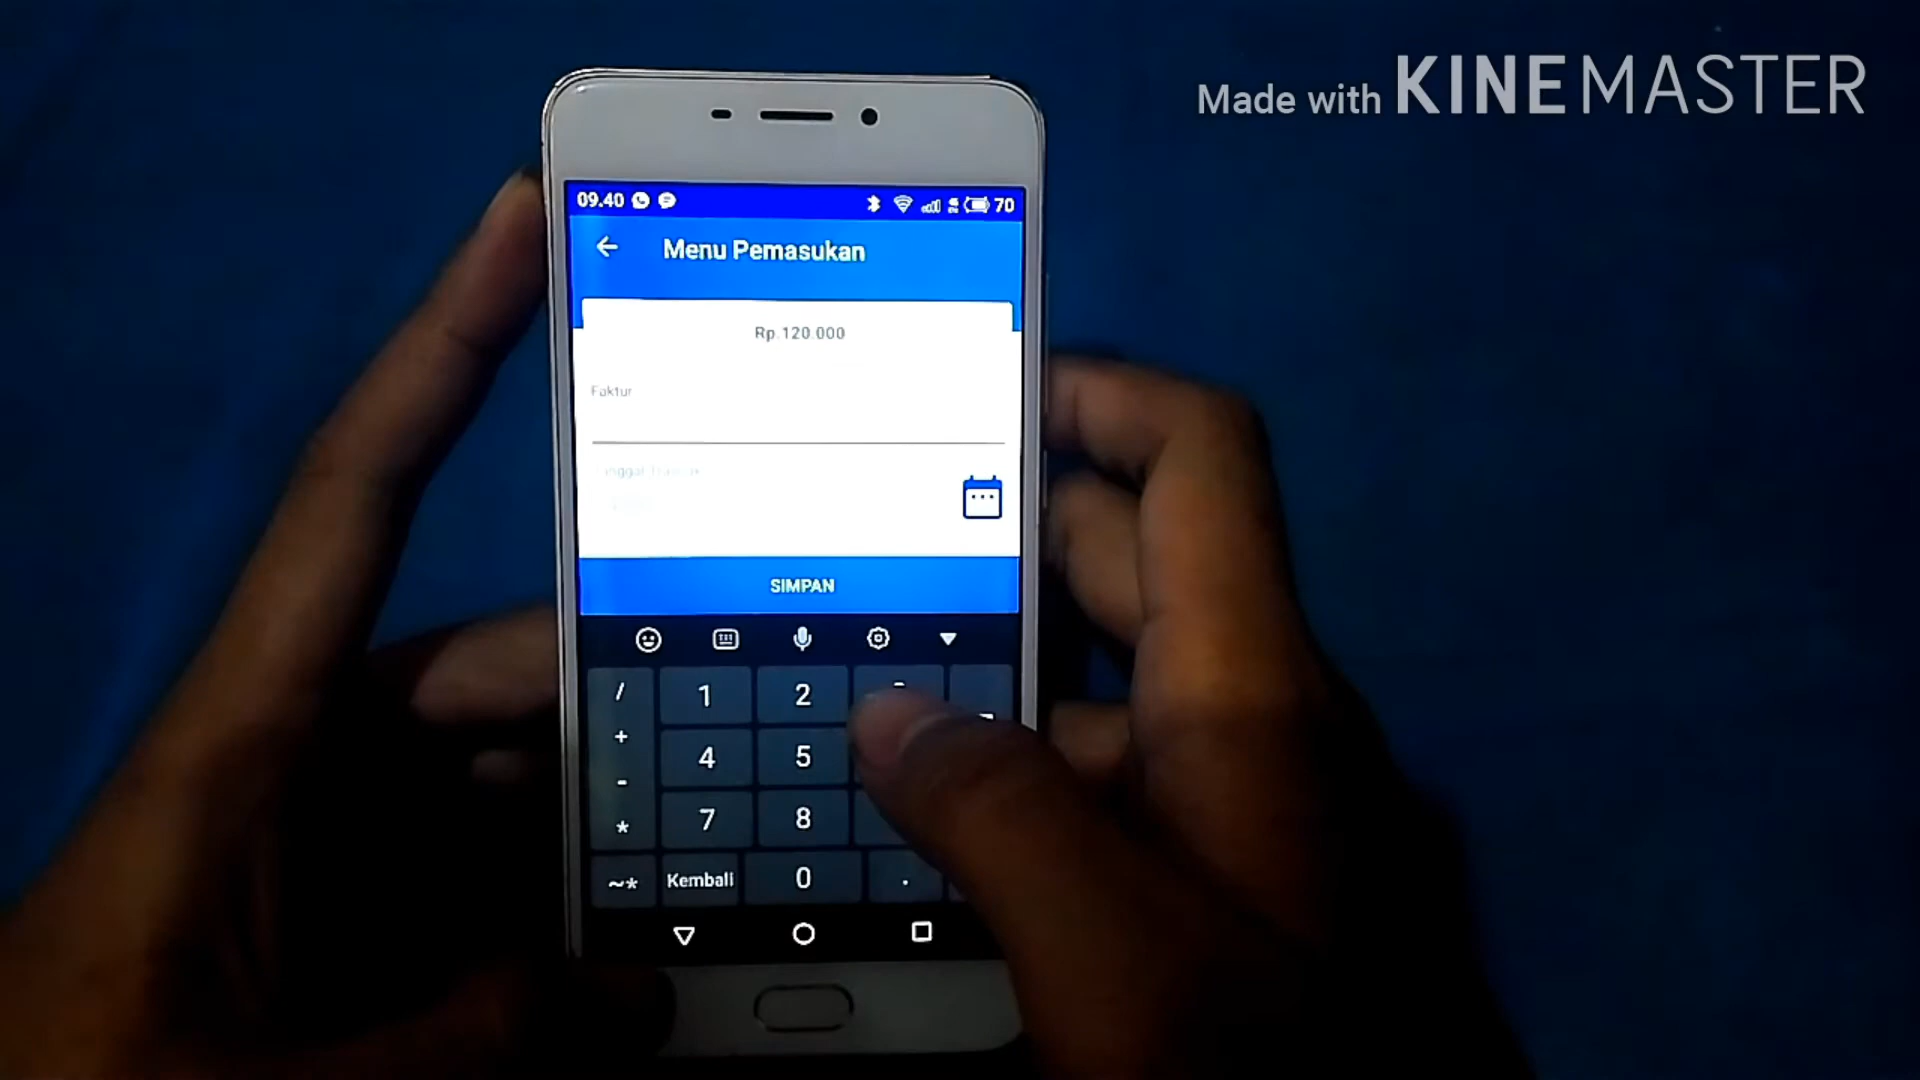 Made with KINEMASTER
09.40
70
Menu Pemasukan
Rp.120.000
Faktur
SIMPAN
/ 1 2
+
4 5
-
7 8
*
~* Kembali 0 .